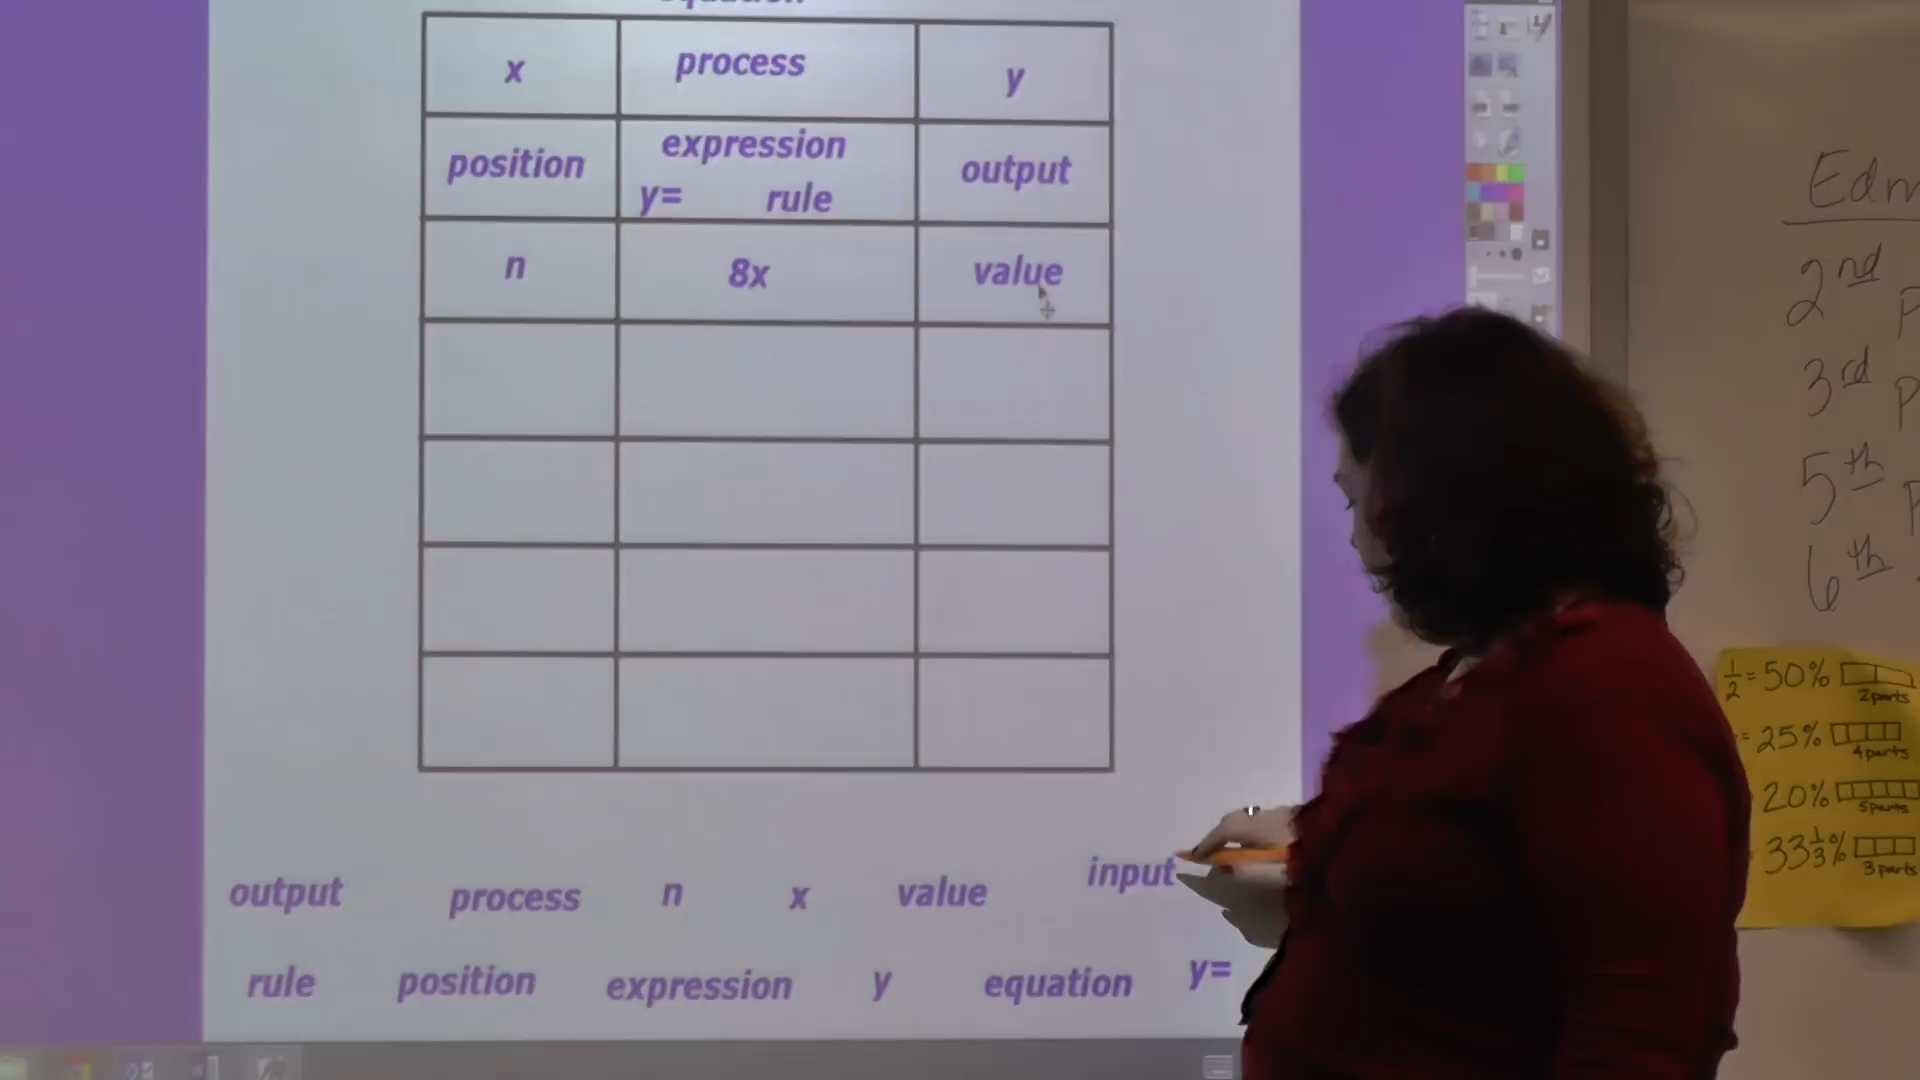 equation
x process y
position expression output
y= rule
n 8x value
output process n x value input
rule position expression y equation y=
2nd P
3rd P
5th P
6th
1/2 = 50% 2 parts
= 25% 4 parts
20% 5 parts
= 33 1/3% 3 parts